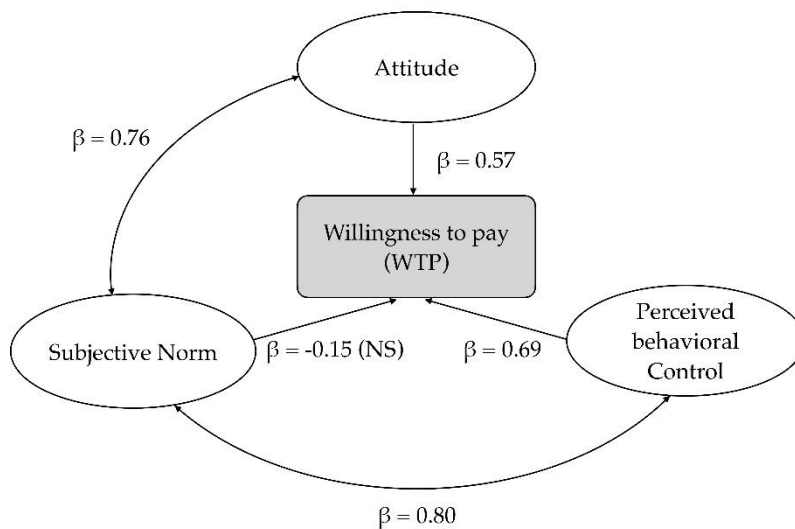 Attitude
β = 0.76
β = 0.57
Willingness to pay
(WTP)
Subjective Norm
β = -0.15 (NS)
β = 0.69
Perceived
behavioral
Control
β = 0.80